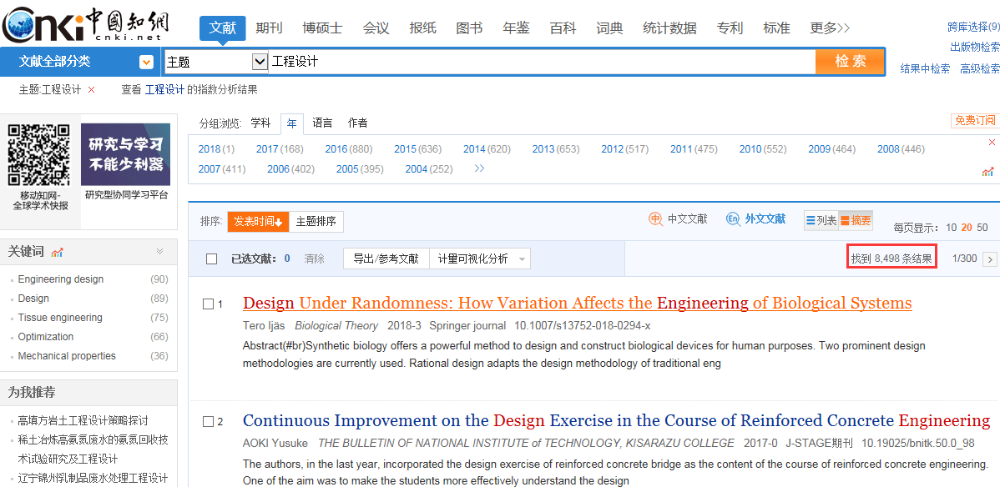 Cnki 中國知網
cnki.net
文献 期刊 博硕士 会议 报纸 图书 年鉴 百科 词典 统计数据 专利 标准 更多>>
跨库选择(9)
出版物检索
文献全部分类 主题 工程设计 检索
结果中检索 高级检索
主题:工程设计 × 查看 工程设计 的指数分析结果
研究与学习
不能少利器
移动知网-
全球学术快报
研究型协同学习平台
分组浏览: 学科 年 语言 作者
免费订阅
2018(1) 2017(168) 2016(880) 2015(636) 2014(620) 2013(653) 2012(517) 2011(475) 2010(552) 2009(464) 2008(446)
2007(411) 2006(402) 2005(395) 2004(252) >>
排序: 发表时间↓ 主题排序
中 中文文献 En 外文文献 列表 摘要 每页显示: 10 20 50
已选文献: 0 清除 导出/参考文献 计量可视化分析
找到 8,498 条结果 1/300 >
关键词
Engineering design (90)
Design (89)
Tissue engineering (75)
Optimization (66)
Mechanical properties (36)
为我推荐
高填方岩土工程设计策略探讨
稀土冶炼高氨氮废水的氨氮回收技
术试验研究及工程设计
辽宁锦州乳制品废水处理工程设计
1 Design Under Randomness: How Variation Affects the Engineering of Biological Systems
Tero Ijäs Biological Theory 2018-3 Springer journal 10.1007/s13752-018-0294-x
Abstract(#br)Synthetic biology offers a powerful method to design and construct biological devices for human purposes. Two prominent design
methodologies are currently used. Rational design adapts the design methodology of traditional eng
2 Continuous Improvement on the Design Exercise in the Course of Reinforced Concrete Engineering
AOKI Yusuke THE BULLETIN OF NATIONAL INSTITUTE of TECHNOLOGY, KISARAZU COLLEGE 2017-0 J-STAGE期刊 10.19025/bnitk.50.0_98
The authors, in the last year, incorporated the design exercise of reinforced concrete bridge as the content of the course of reinforced concrete engineering.
One of the aim was to make the students more effectively understand the design